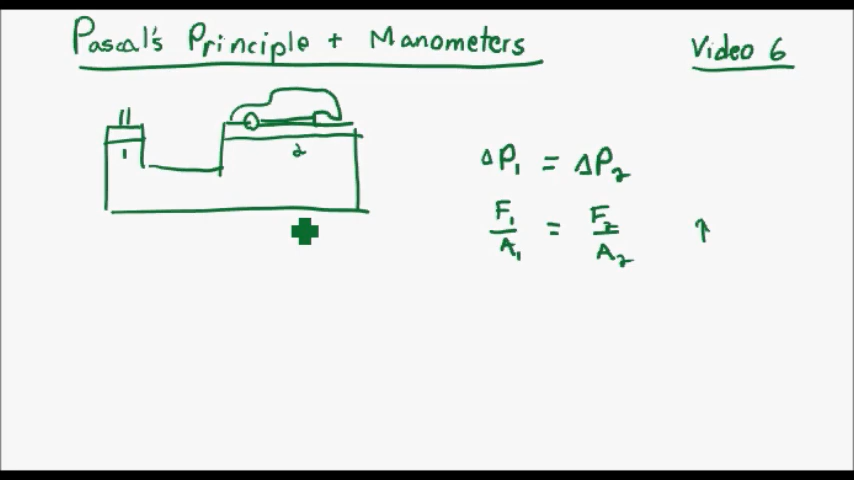 Pascal's Principle + Manometers
Video 6
1
2
ΔP₁ = ΔP₂
F₁/A₁ = F₂/A₂ ↑